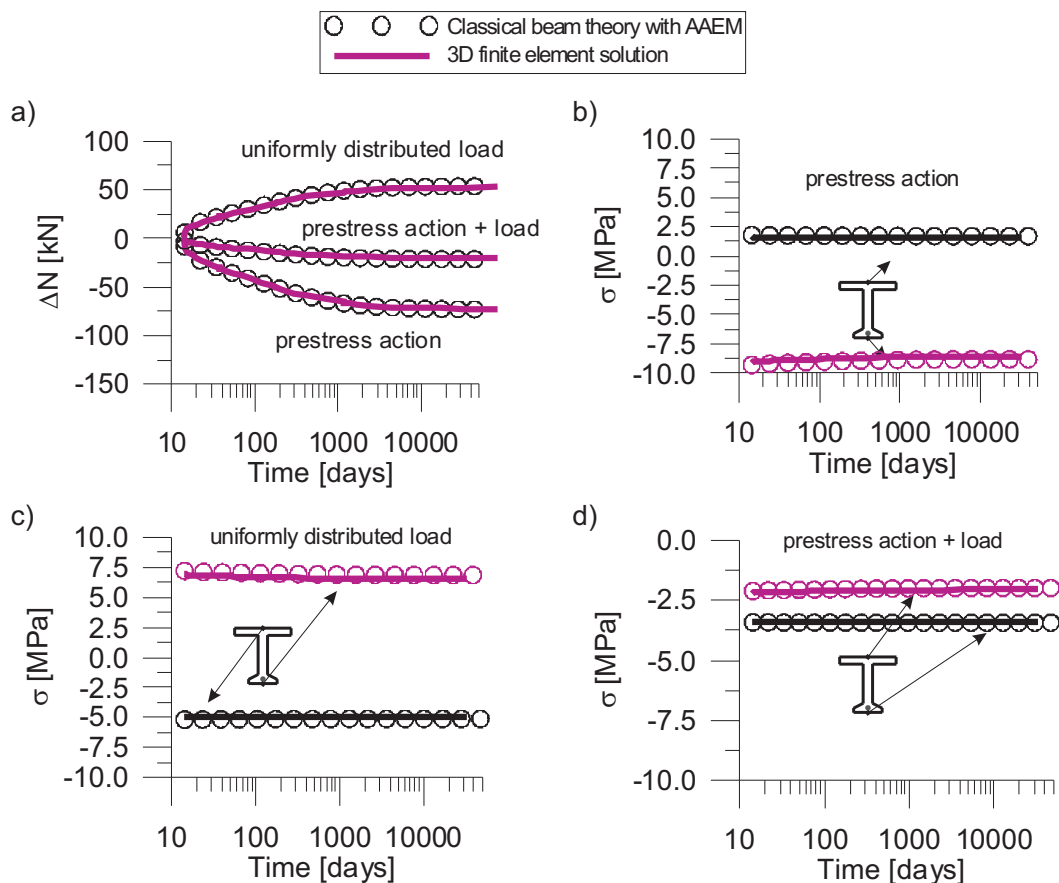 Classical beam theory with AAEM
3D finite element solution
a)
100
50
0
-50
-100
-150
ΔN [kN]
uniformly distributed load
prestress action + load
prestress action
10 100 1000 10000
Time [days]
b)
10.0
7.5
5.0
2.5
0.0
-2.5
-5.0
-7.5
-10.0
σ [MPa]
prestress action
10 100 1000 10000
Time [days]
c)
10.0
7.5
5.0
2.5
0.0
-2.5
-5.0
-7.5
-10.0
σ [MPa]
uniformly distributed load
10 100 1000 10000
Time [days]
d)
0.0
-2.5
-5.0
-7.5
-10.0
σ [MPa]
prestress action + load
10 100 1000 10000
Time [days]